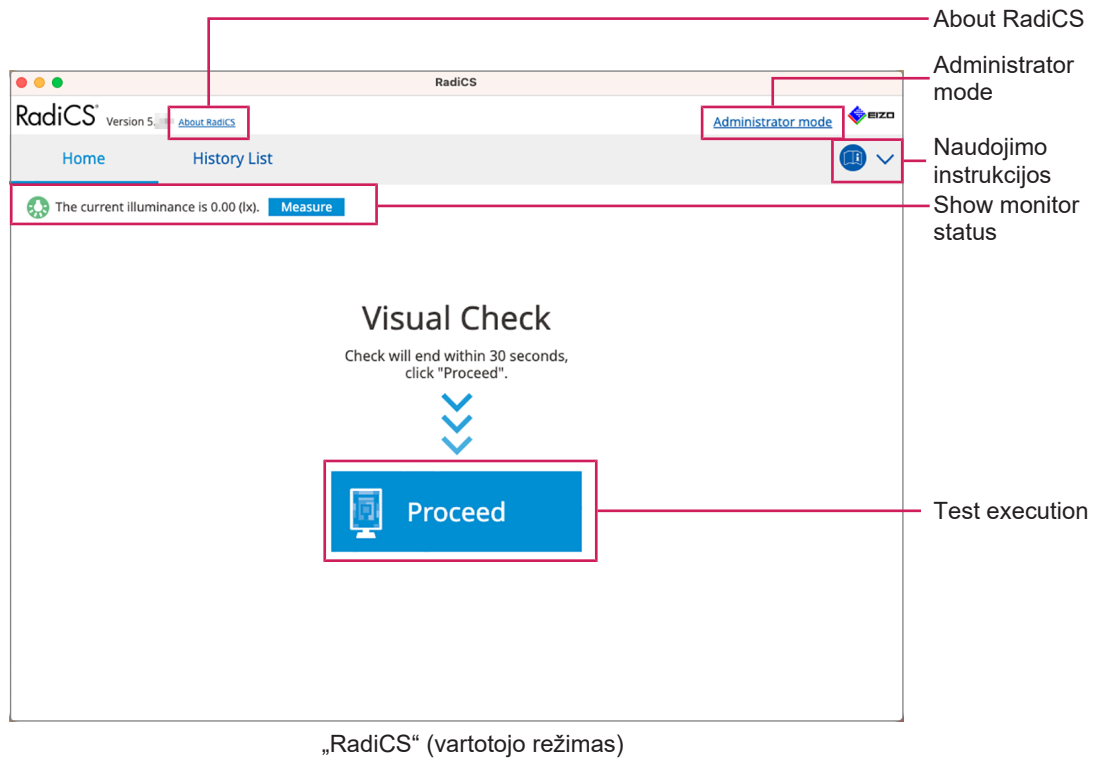 About RadiCS
Administrator
mode
RadiCS
RadiCS® Version 5. About RadiCS
Administrator mode EIZO
Home History List
Naudojimo
instrukcijos
The current illuminance is 0.00 (lx). Measure
Show monitor
status
Visual Check
Check will end within 30 seconds,
click "Proceed".
Proceed
Test execution
„RadiCS“ (vartotojo režimas)